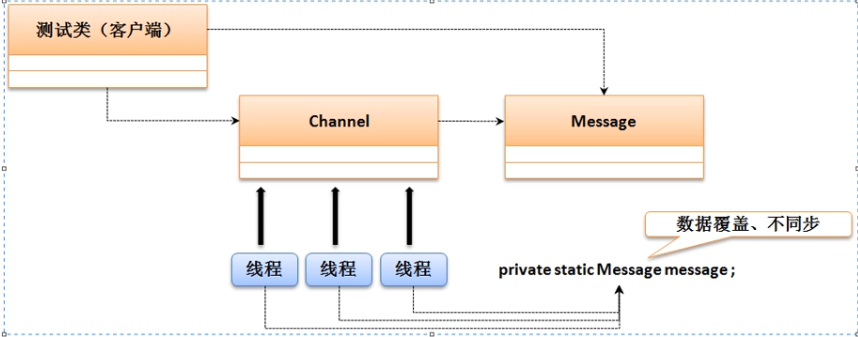 测试类（客户端）
Channel
Message
数据覆盖、不同步
线程
线程
线程
private static Message message ;